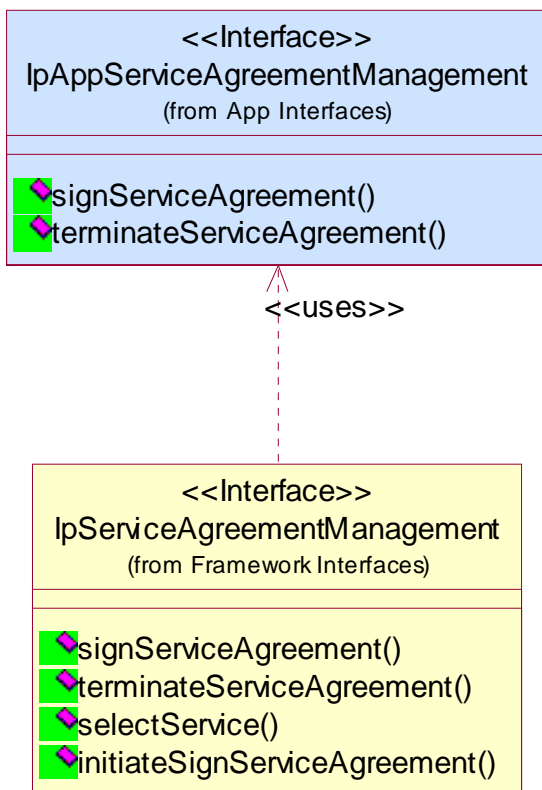 <<Interface>>
IpAppServiceAgreementManagement
(from App Interfaces)
signServiceAgreement()
terminateServiceAgreement()
<<uses>>
<<Interface>>
IpServiceAgreementManagement
(from Framework Interfaces)
signServiceAgreement()
terminateServiceAgreement()
selectService()
initiateSignServiceAgreement()